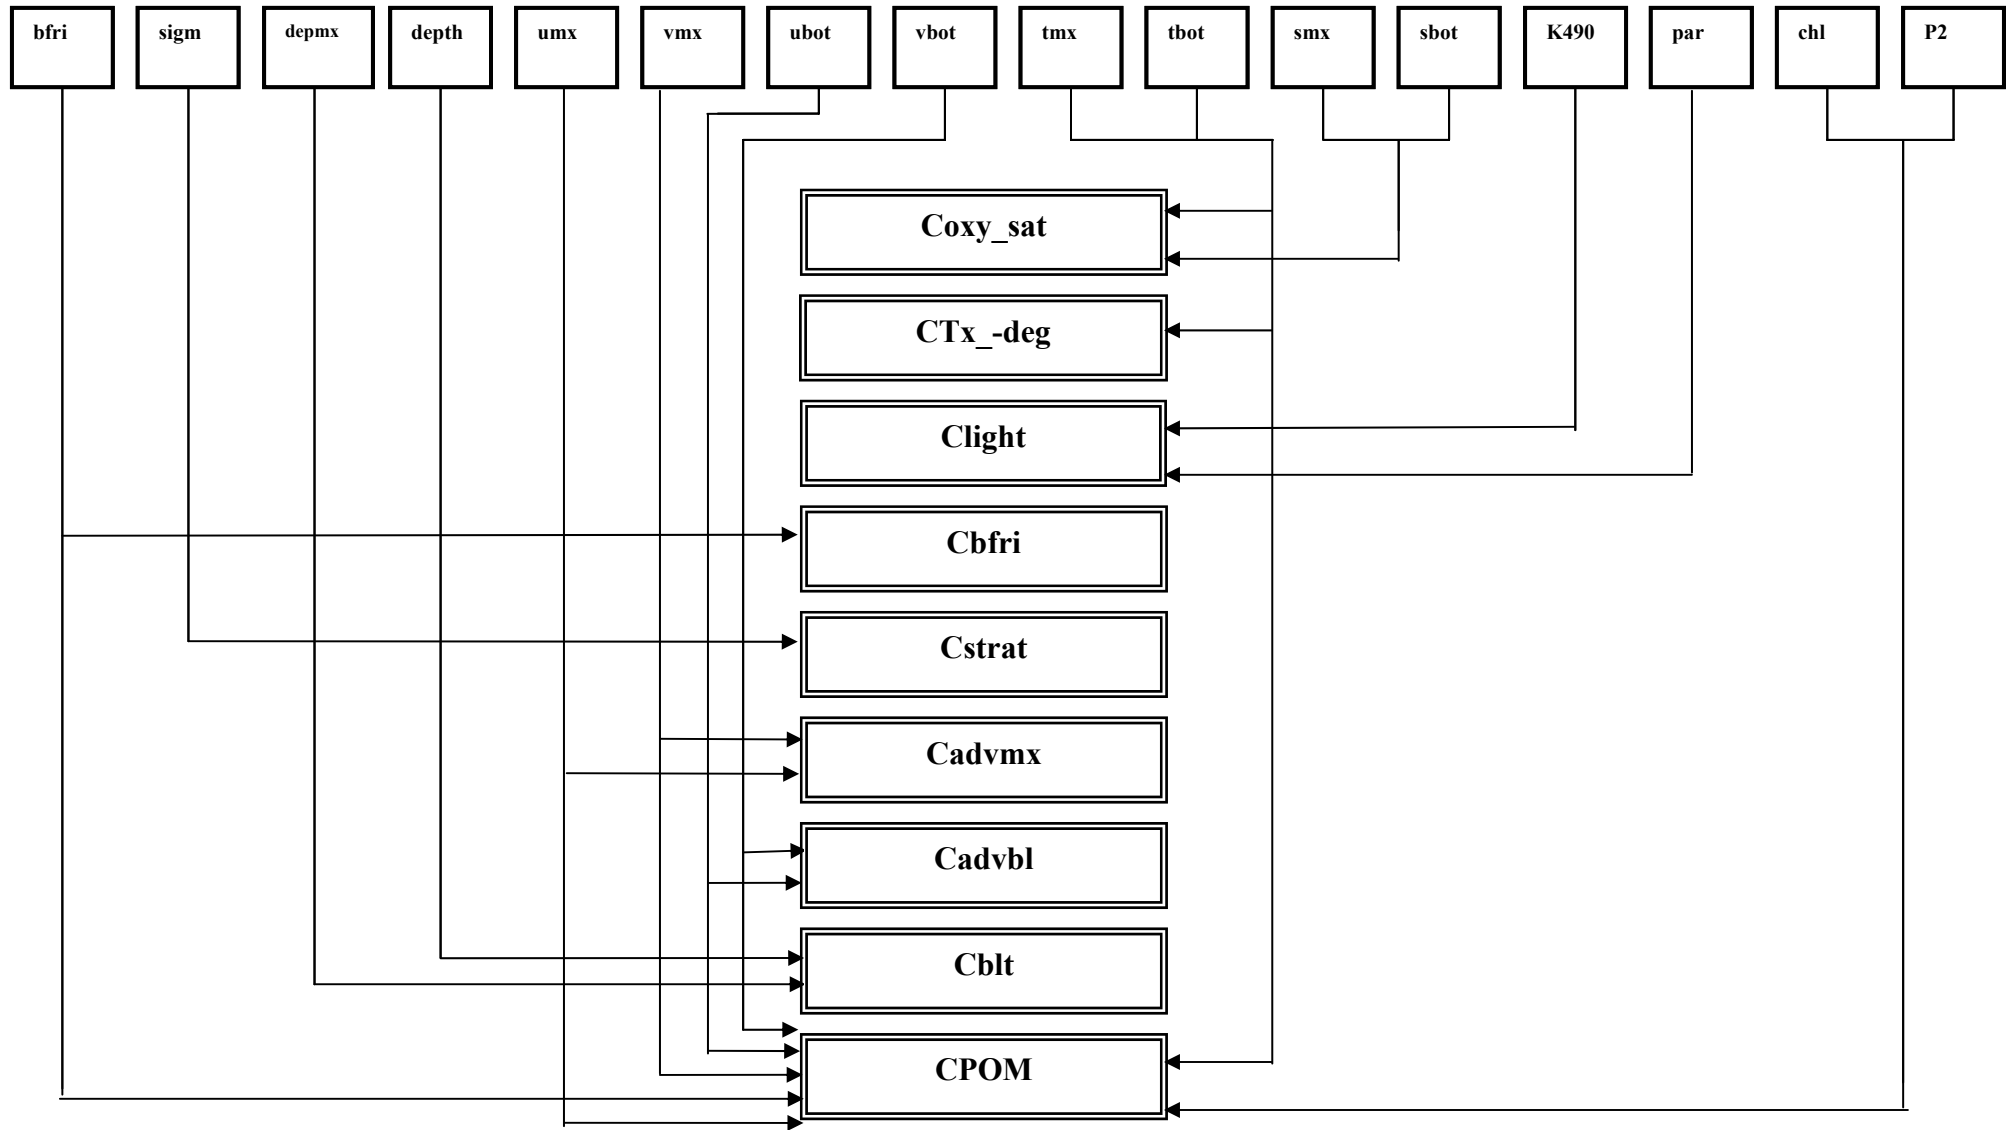 bfri
sigm
depmx
depth
umx
vmx
ubot
vbot
tmx
tbot
smx
sbot
K490
par
chl
P2
Coxy_sat
CTx_-deg
Clight
Cbfri
Cstrat
Cadvmx
Cadvbl
Cblt
CPOM